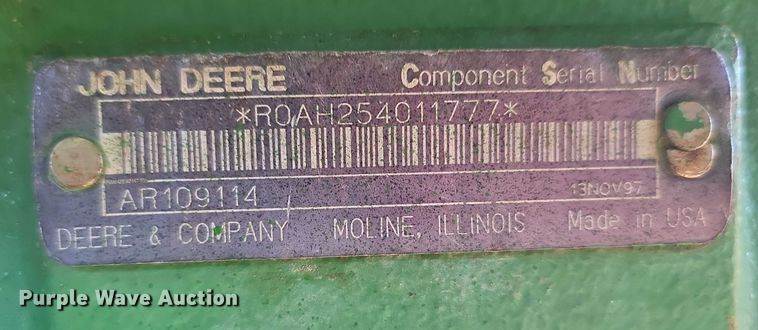 JOHN DEERE Component Serial Number
*R0AH254011777*
AR109114 13NOV97
DEERE & COMPANY MOLINE, ILLINOIS Made in USA
Purple Wave Auction